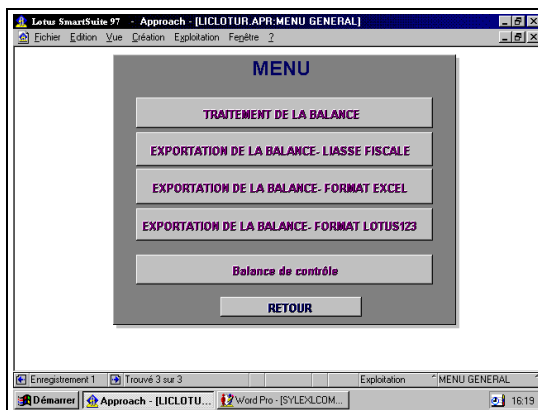 Lotus SmartSuite 97 - Approach - [LICLOTUR.APR:MENU GENERAL]
Fichier Edition Vue Création Exploitation Fenêtre ?
MENU
TRAITEMENT DE LA BALANCE
EXPORTATION DE LA BALANCE- LIASSE FISCALE
EXPORTATION DE LA BALANCE- FORMAT EXCEL
EXPORTATION DE LA BALANCE- FORMAT LOTUS123
Balance de contrôle
RETOUR
Enregistrement 1 Trouvé 3 sur 3 Exploitation MENU GENERAL
Démarrer Approach - [LICLOTU... Word Pro - [SYLEXLCOM... 16:19